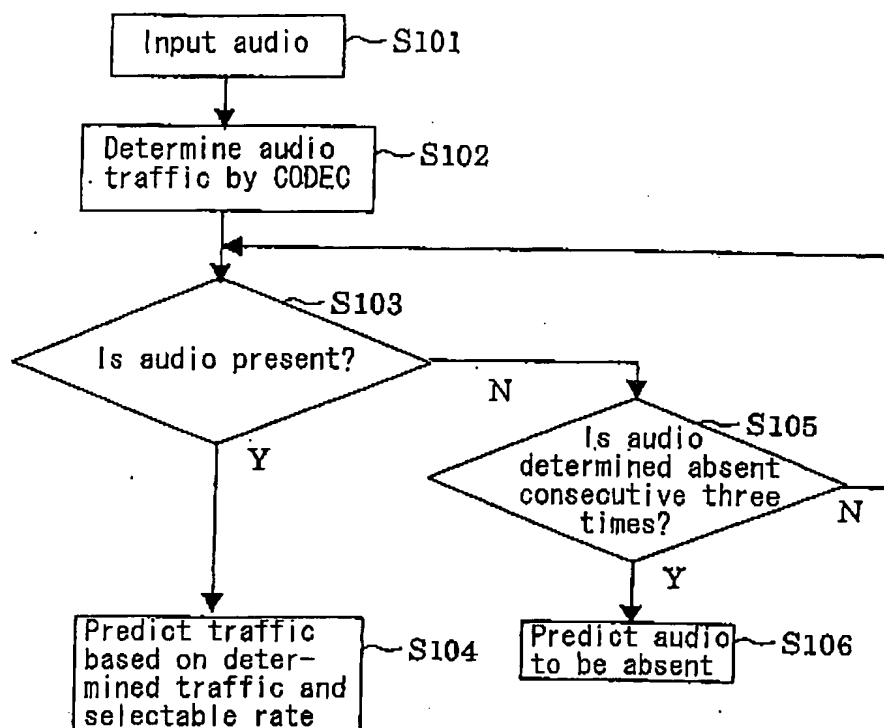 Input audio
S101
Determine audio
traffic by CODEC
S102
S103
Is audio present?
N
Y
S105
Is audio
determined absent
consecutive three
times?
N
Y
Predict traffic
based on deter-
mined traffic and
selectable rate
S104
Predict audio
to be absent
S106